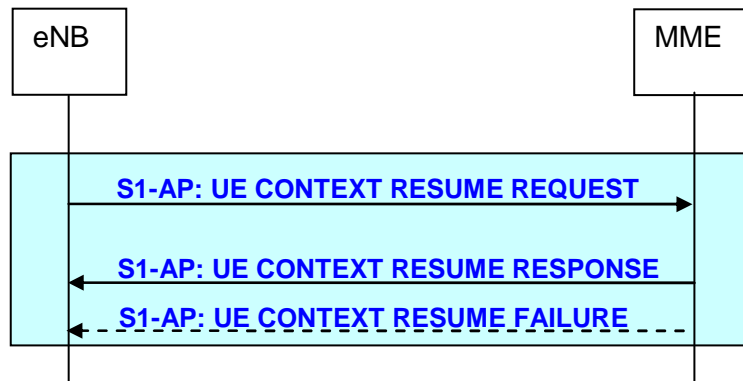 eNB
MME
S1-AP: UE CONTEXT RESUME REQUEST
S1-AP: UE CONTEXT RESUME RESPONSE
S1-AP: UE CONTEXT RESUME FAILURE